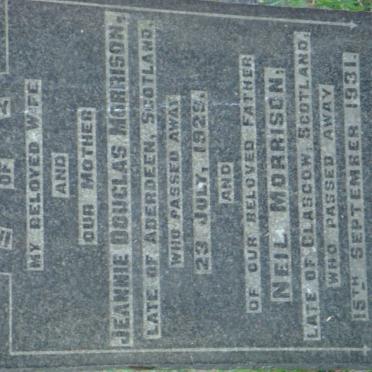 OF
MY BELOVED WIFE
AND
OUR MOTHER
JEANNIE DOUGLAS MORRISON,
LATE OF ABERDEEN, SCOTLAND,
WHO PASSED AWAY
23 JULY, 1929.
AND
OF OUR BELOVED FATHER
NEIL MORRISON,
LATE OF GLASGOW, SCOTLAND,
WHO PASSED AWAY
15TH SEPTEMBER 1931.